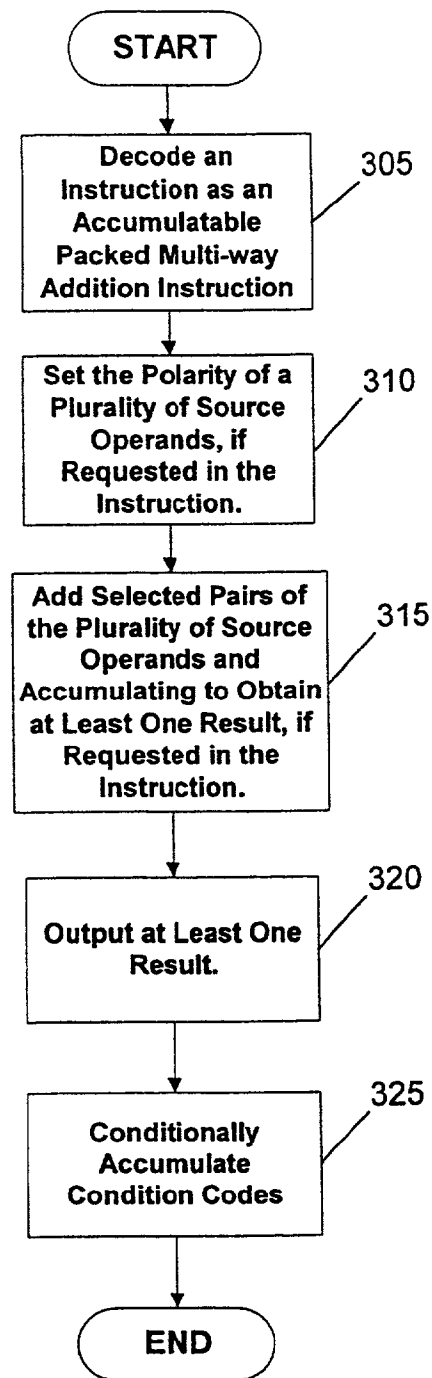 START
Decode an
Instruction as an
Accumulatable
Packed Multi-way
Addition Instruction
305
Set the Polarity of a
Plurality of Source
Operands, if
Requested in the
Instruction.
310
Add Selected Pairs of
the Plurality of Source
Operands and
Accumulating to Obtain
at Least One Result, if
Requested in the
Instruction.
315
Output at Least One
Result.
320
Conditionally
Accumulate
Condition Codes
325
END